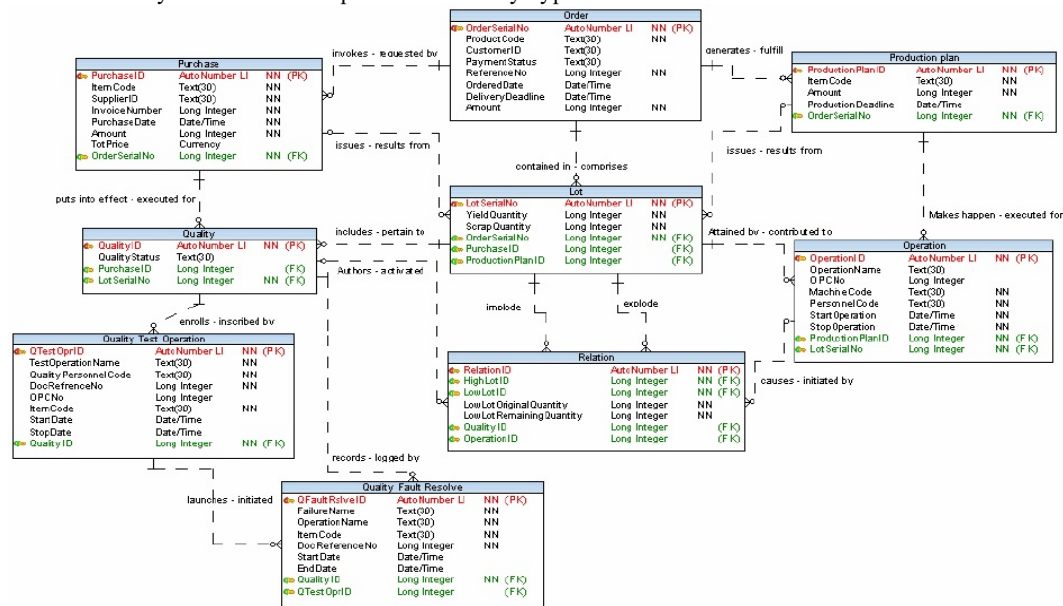 Order
OrderSerialNo AutoNumber LI NN (PK)
ProductCode Text(30) NN
CustomerID Text(30)
PaymentStatus Text(30)
ReferenceNo Long Integer NN
OrderedDate Date/Time
DeliveryDeadline Date/Time
Amount Long Integer NN
invokes - requested by
generates - fulfill
Purchase
PurchaseID AutoNumber LI NN (PK)
ItemCode Text(30) NN
SupplierID Text(30) NN
InvoiceNumber Long Integer NN
PurchaseDate Date/Time NN
Amount Long Integer NN
TotPrice Currency
OrderSerialNo Long Integer NN (FK)
Production plan
ProductionPlanID AutoNumber LI NN (PK)
ItemCode Text(30) NN
Amount Long Integer NN
ProductionDeadline Date/Time
OrderSerialNo Long Integer NN (FK)
issues - results from
issues - results from
contained in - comprises
puts into effect - executed for
Makes happen - executed for
Lot
LotSerialNo AutoNumber LI NN (PK)
YieldQuantity Long Integer NN
ScrapQuantity Long Integer NN
OrderSerialNo Long Integer NN (FK)
PurchaseID Long Integer (FK)
ProductionPlanID Long Integer (FK)
Quality
QualityID AutoNumber LI NN (PK)
QualityStatus Text(30)
PurchaseID Long Integer (FK)
LotSerialNo Long Integer NN (FK)
includes - pertain to
Attained by - contributed to
Authors - activated
Operation
OperationID AutoNumber LI NN (PK)
OperationName Text(30)
OPCNo Long Integer
MachineCode Text(30) NN
PersonnelCode Text(30) NN
StartOperation Date/Time NN
StopOperation Date/Time NN
ProductionPlanID Long Integer NN (FK)
LotSerialNo Long Integer NN (FK)
implode
explode
enrolls - inscribed by
Quality Test Operation
QTestOprID AutoNumber LI NN (PK)
TestOperationName Text(30) NN
QualityPersonnelCode Text(30) NN
DocRefrenceNo Long Integer NN
OPCNo Long Integer
ItemCode Text(30) NN
StartDate Date/Time
StopDate Date/Time
QualityID Long Integer NN (FK)
Relation
RelationID AutoNumber LI NN (PK)
HighLotID Long Integer NN (FK)
LowLotID Long Integer NN (FK)
LowLotOriginalQuantity Long Integer NN
LowLotRemainingQuantity Long Integer NN
QualityID Long Integer (FK)
OperationID Long Integer (FK)
causes - initiated by
records - logged by
launches - initiated
Quality Fault Resolve
QFaultRslveID AutoNumber LI NN (PK)
FailureName Text(30) NN
OperationName Text(30) NN
ItemCode Text(30) NN
DocReferenceNo Long Integer NN
StartDate Date/Time
EndDate Date/Time
QualityID Long Integer NN (FK)
QTestOprID Long Integer (FK)